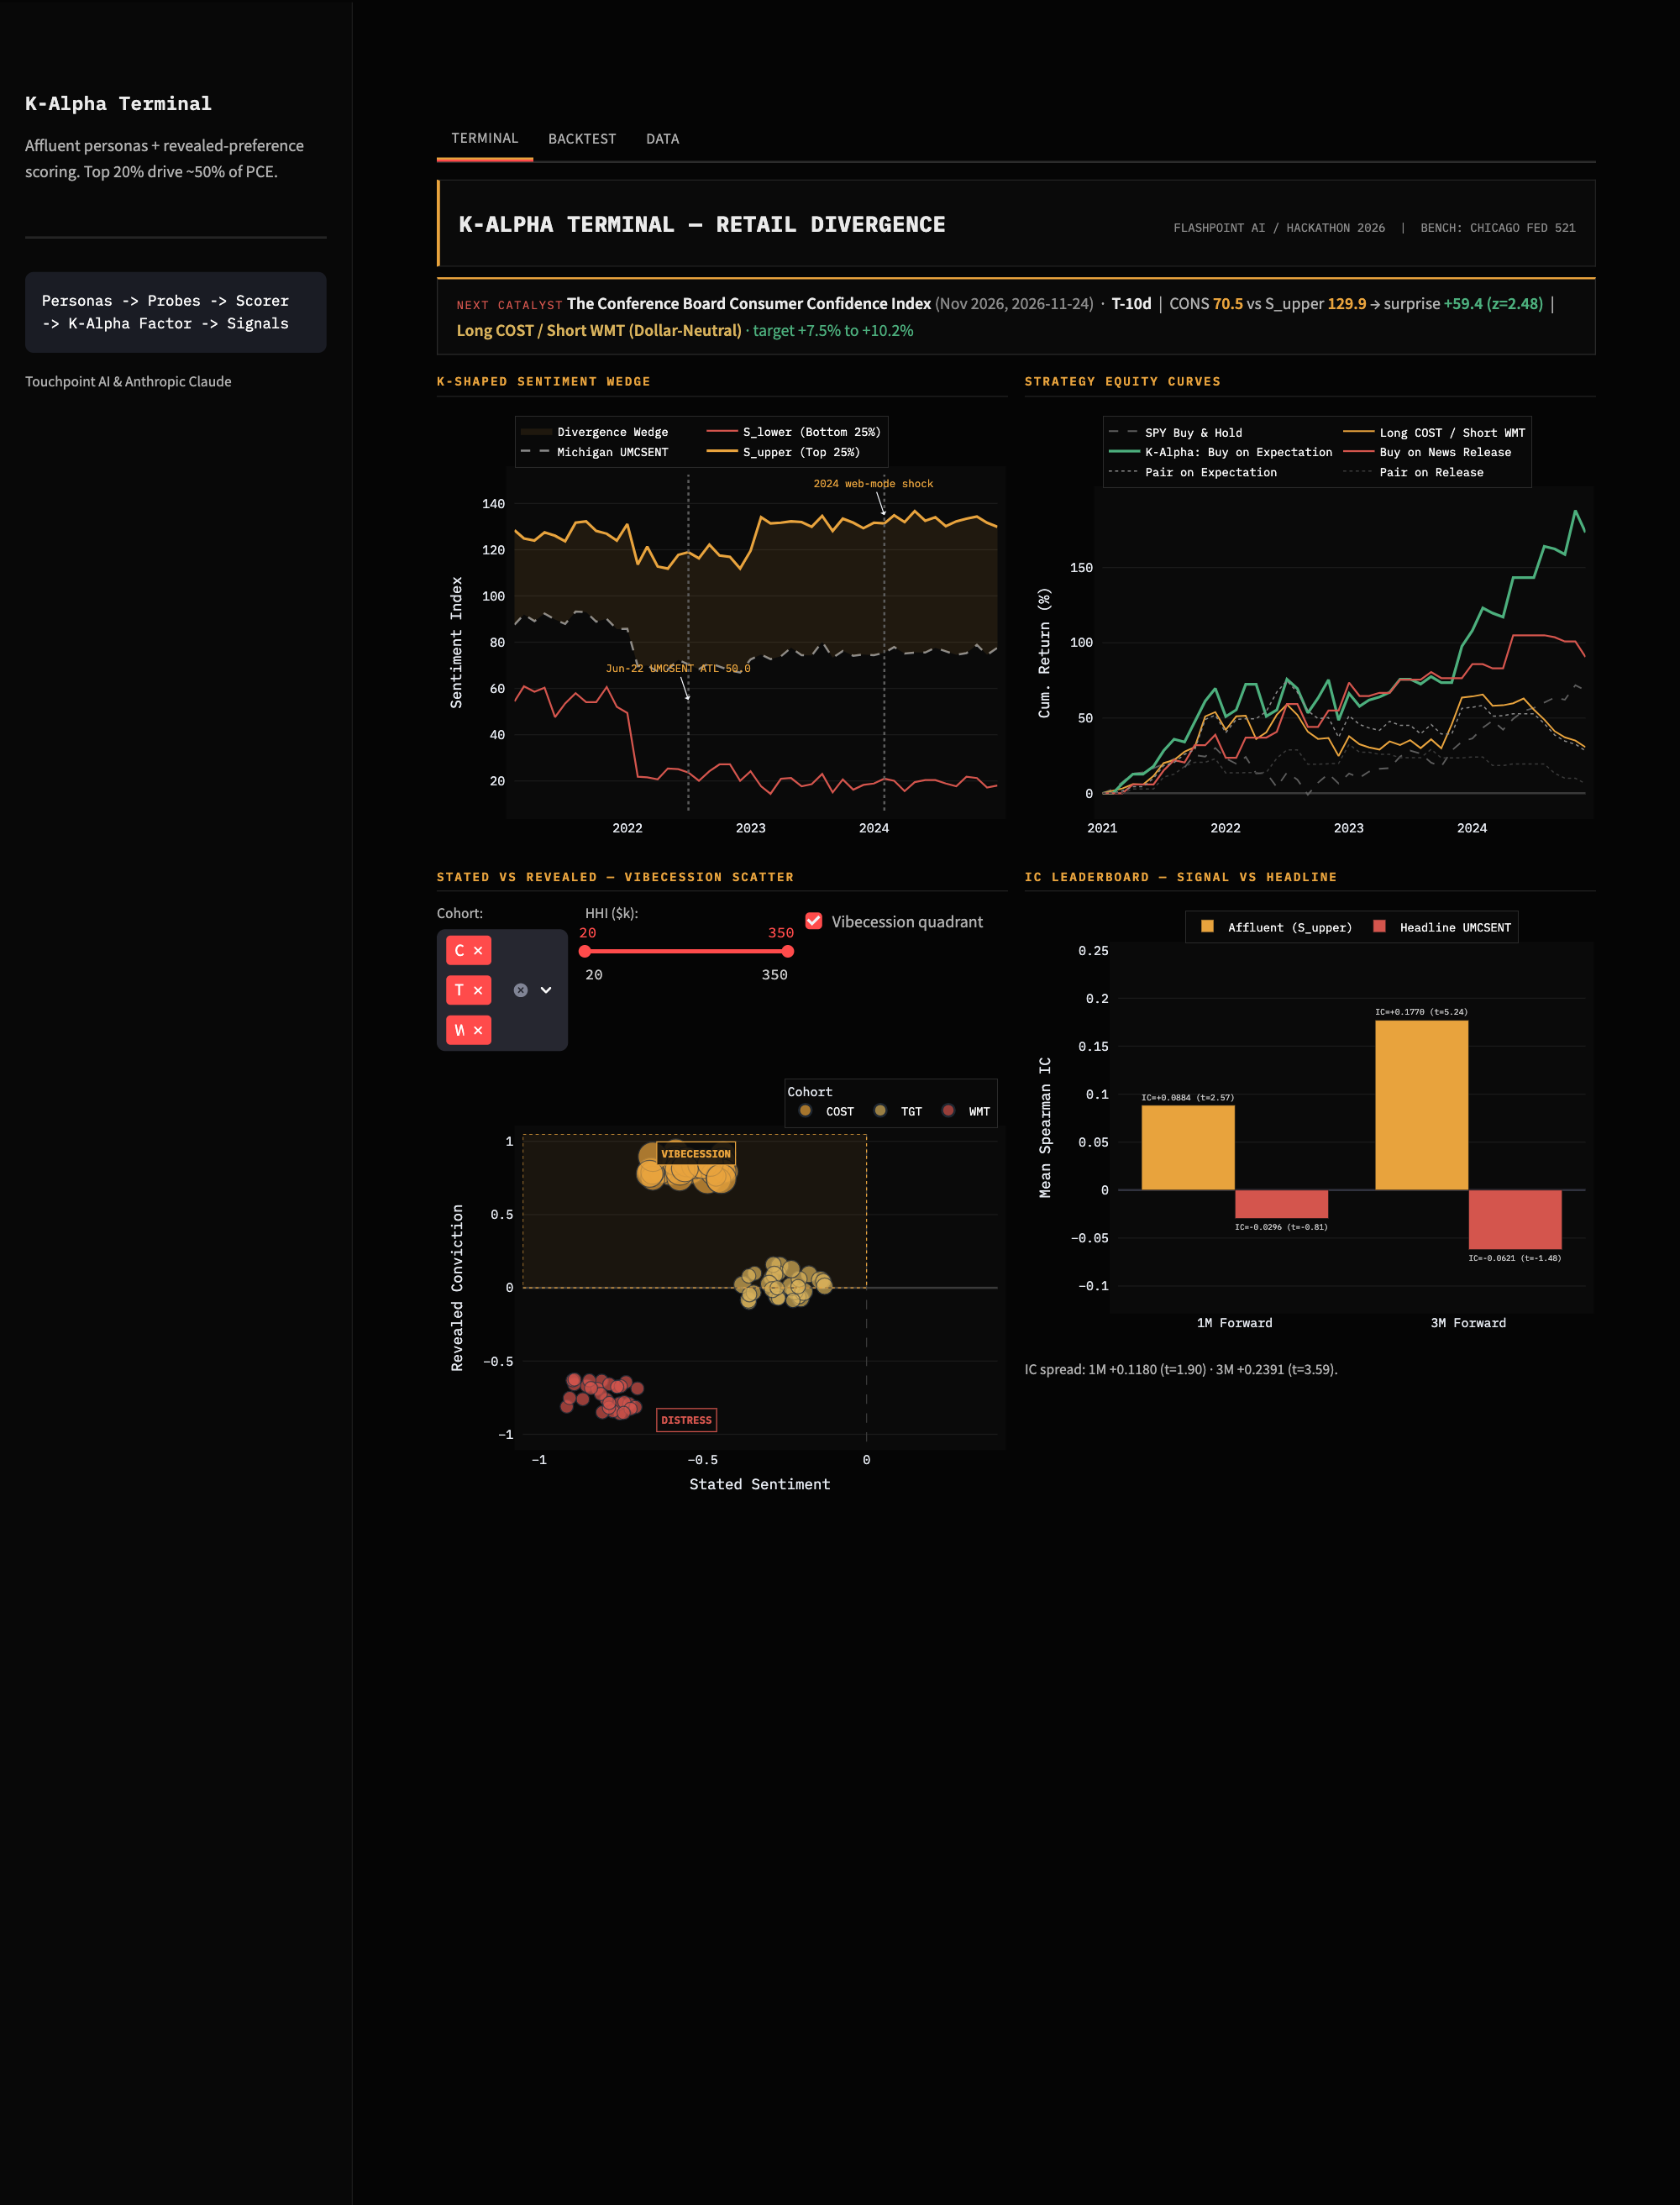 K-Alpha Terminal
Affluent personas + revealed-preference
scoring. Top 20% drive ~50% of PCE.
Personas -> Probes -> Scorer
-> K-Alpha Factor -> Signals
Touchpoint AI & Anthropic Claude
TERMINAL BACKTEST DATA
K-ALPHA TERMINAL — RETAIL DIVERGENCE
FLASHPOINT AI / HACKATHON 2026 | BENCH: CHICAGO FED 521
NEXT CATALYST The Conference Board Consumer Confidence Index (Nov 2026, 2026-11-24) · T-10d | CONS 70.5 vs S_upper 129.9 → surprise +59.4 (z=2.48) |
Long COST / Short WMT (Dollar-Neutral) · target +7.5% to +10.2%
K-SHAPED SENTIMENT WEDGE
Divergence Wedge S_lower (Bottom 25%)
Michigan UMCSENT S_upper (Top 25%)
2024 web-mode shock
Jun-22 UMCSENT ATL 50.0
Sentiment Index
140
120
100
80
60
40
20
2022 2023 2024
STRATEGY EQUITY CURVES
SPY Buy & Hold Long COST / Short WMT
K-Alpha: Buy on Expectation Buy on News Release
Pair on Expectation Pair on Release
Cum. Return (%)
150
100
50
0
2021 2022 2023 2024
STATED VS REVEALED — VIBECESSION SCATTER
Cohort:
C ×
T ×
W ×
HHI ($k):
20 350
20 350
Vibecession quadrant
Cohort
COST TGT WMT
VIBECESSION
DISTRESS
Revealed Conviction
1
0.5
0
−0.5
−1
−1 −0.5 0
Stated Sentiment
IC LEADERBOARD — SIGNAL VS HEADLINE
Affluent (S_upper) Headline UMCSENT
Mean Spearman IC
0.25
0.2
0.15
0.1
0.05
0
−0.05
−0.1
IC=+0.0884 (t=2.57)
IC=-0.0296 (t=-0.81)
IC=+0.1770 (t=5.24)
IC=-0.0621 (t=-1.48)
1M Forward 3M Forward
IC spread: 1M +0.1180 (t=1.90) · 3M +0.2391 (t=3.59).